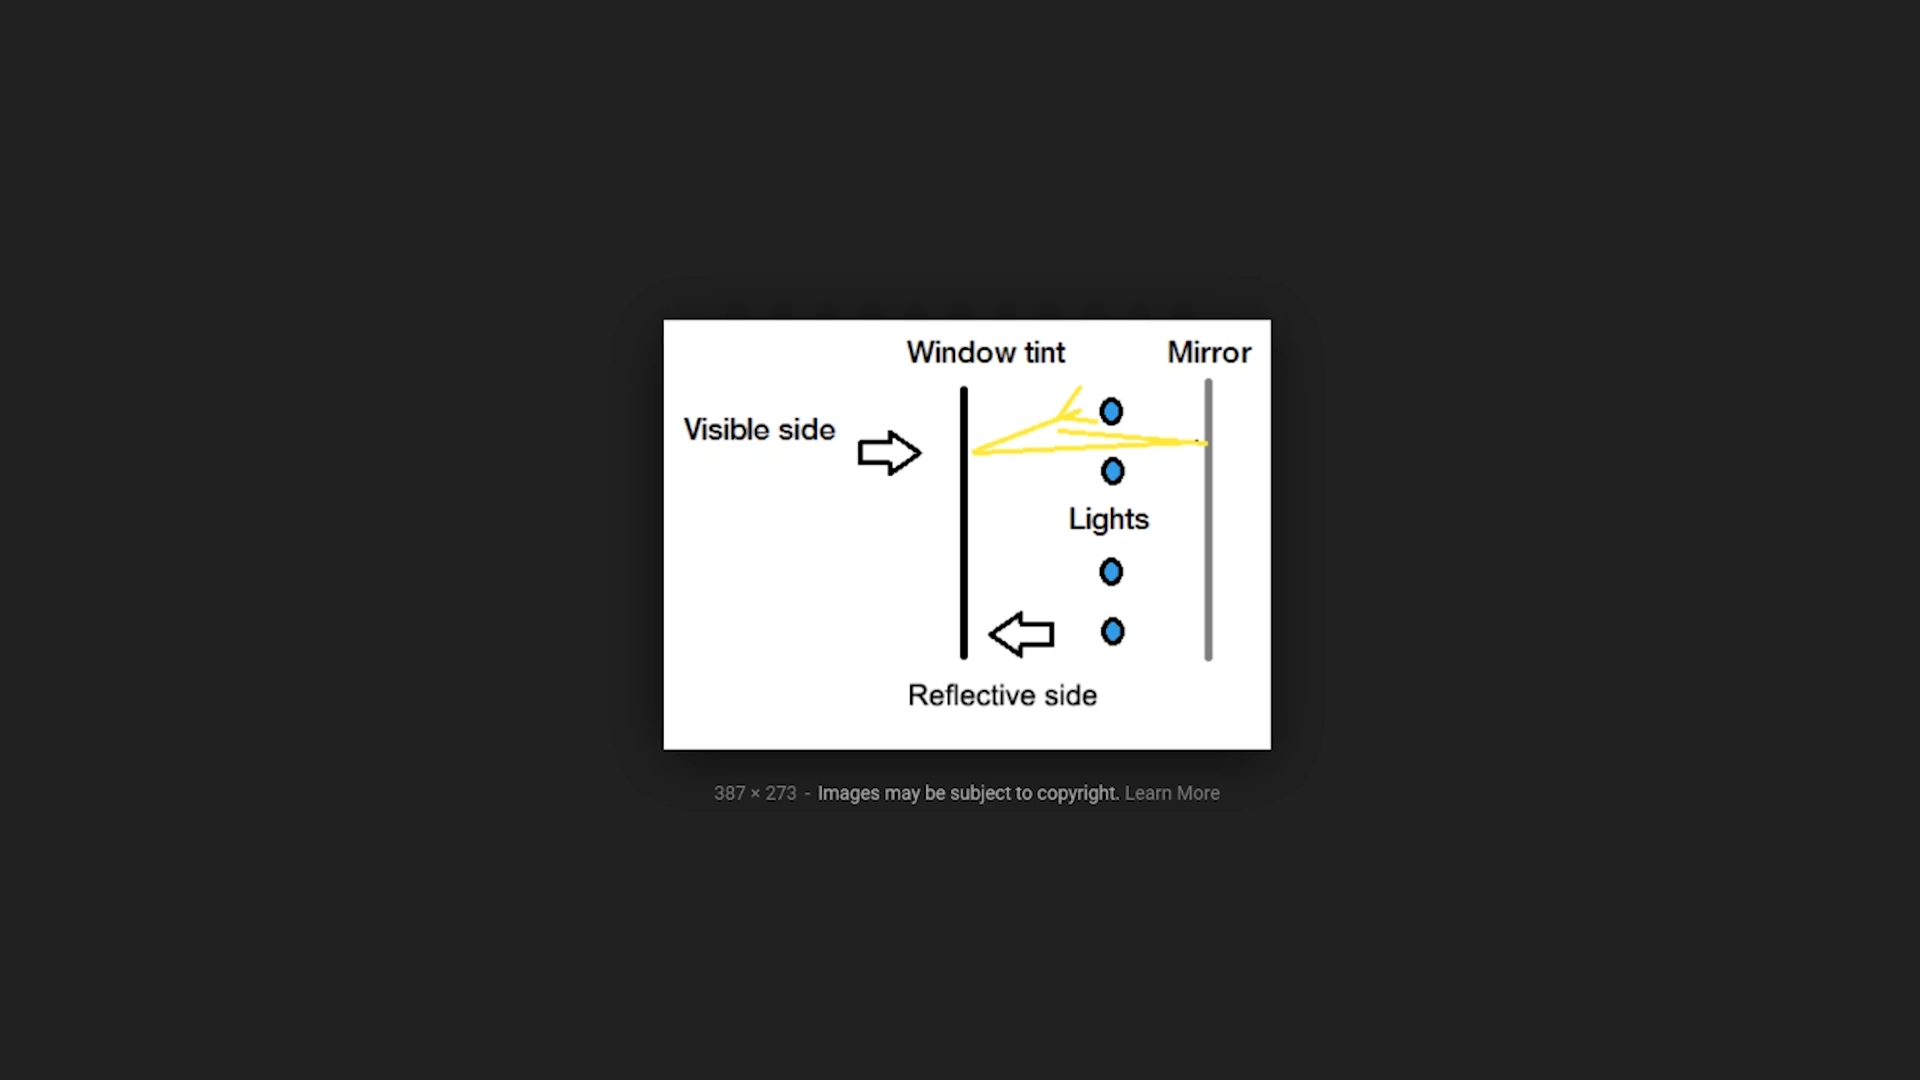 Window tint
Mirror
Visible side
Lights
Reflective side
387 × 273 - Images may be subject to copyright. Learn More